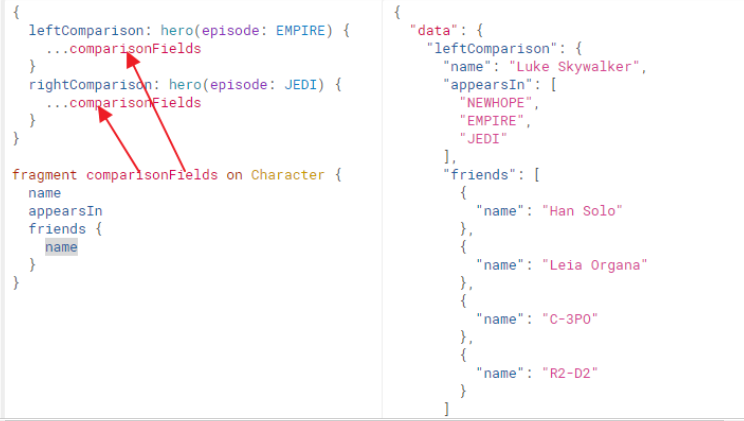 {
  leftComparison: hero(episode: EMPIRE) {
    ...comparisonFields
  }
  rightComparison: hero(episode: JEDI) {
    ...comparisonFields
  }
}
fragment comparisonFields on Character {
  name
  appearsIn
  friends {
    name
  }
}
{
  "data": {
    "leftComparison": {
      "name": "Luke Skywalker",
      "appearsIn": [
        "NEWHOPE",
        "EMPIRE",
        "JEDI"
      ],
      "friends": [
        {
          "name": "Han Solo"
        },
        {
          "name": "Leia Organa"
        },
        {
          "name": "C-3PO"
        },
        {
          "name": "R2-D2"
        }
      ]